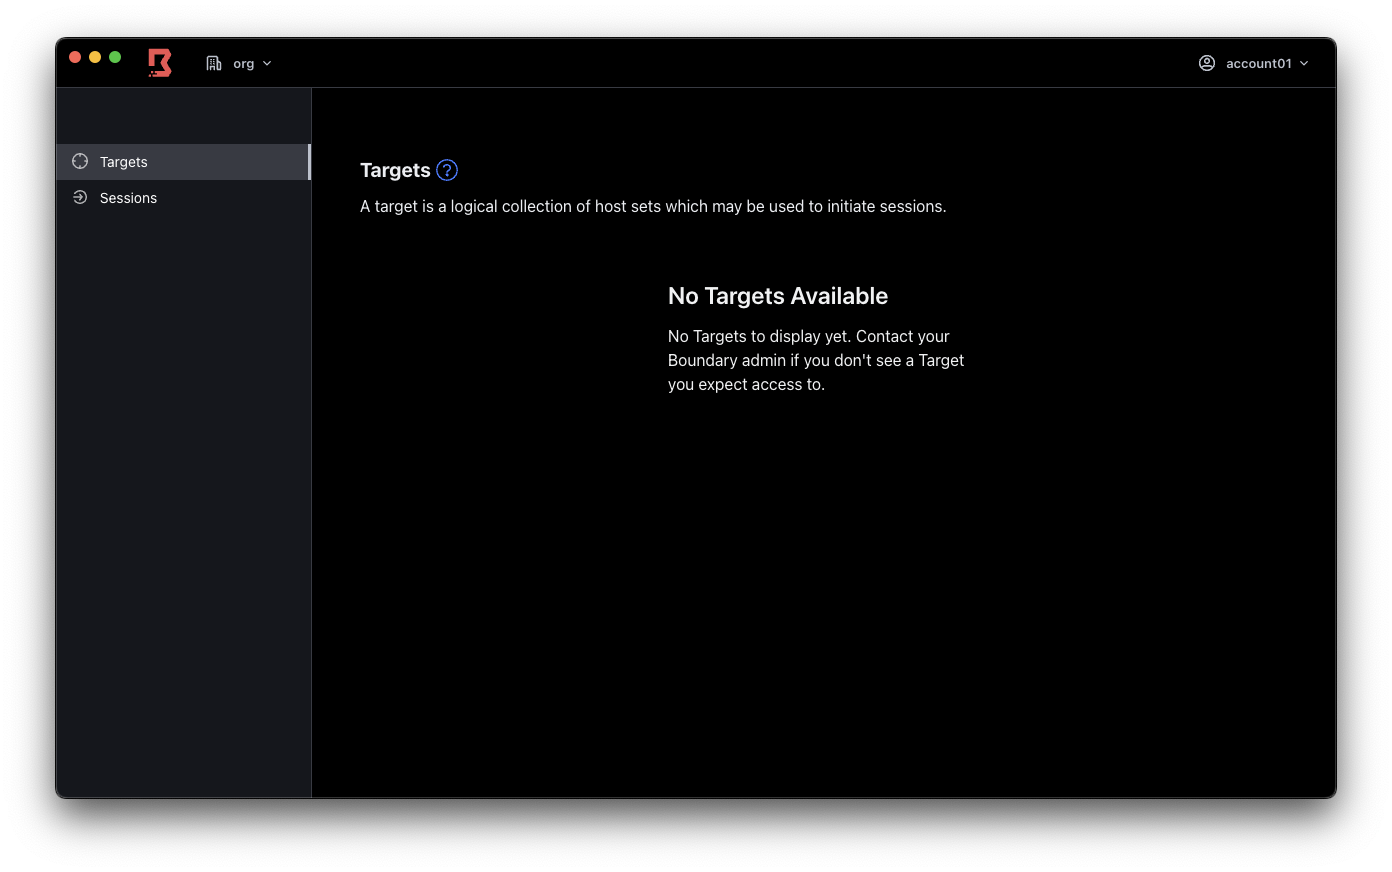 org
account01
Targets
Sessions
Targets ?
A target is a logical collection of host sets which may be used to initiate sessions.
No Targets Available
No Targets to display yet. Contact your
Boundary admin if you don't see a Target
you expect access to.